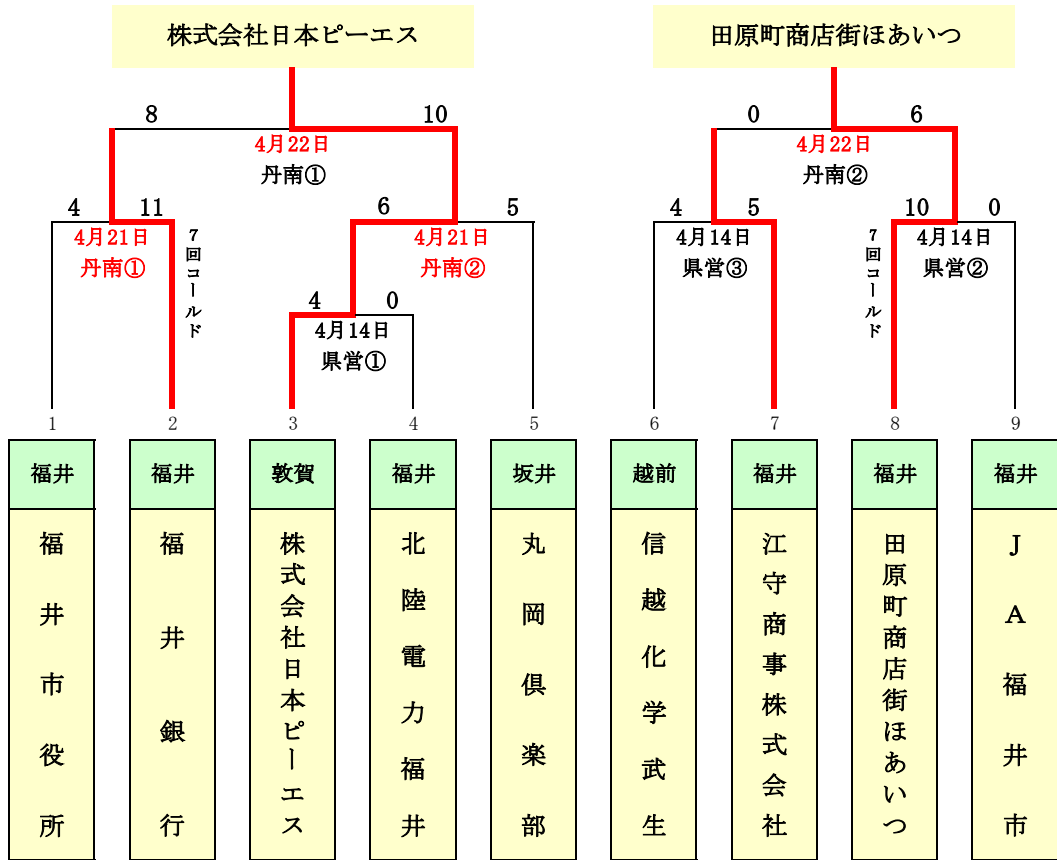 株式会社日本ピーエス
田原町商店街ほあいつ
8
10
4月22日
丹南①
0
6
4月22日
丹南②
4
11
4月21日
丹南①
7回コールド
6
5
4月21日
丹南②
4
5
4月14日
県営③
10
0
4月14日
県営②
7回コールド
4
0
4月14日
県営①
1
2
3
4
5
6
7
8
9
福井
福井
敦賀
福井
坂井
越前
福井
福井
福井
福井市役所
福井銀行
株式会社日本ピーエス
北陸電力福井
丸岡倶楽部
信越化学武生
江守商事株式会社
田原町商店街ほあいつ
JA福井市